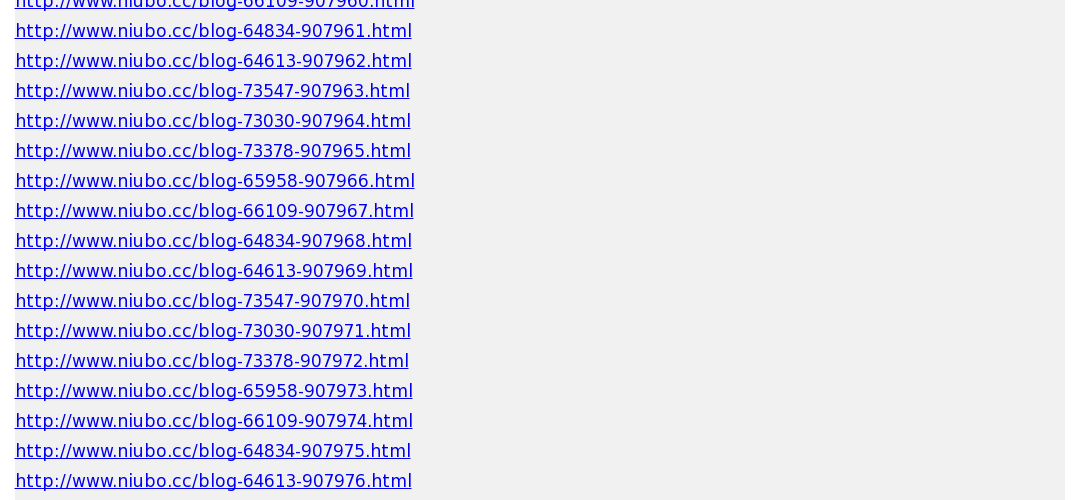 http://www.niubo.cc/blog-66109-907960.html
http://www.niubo.cc/blog-64834-907961.html
http://www.niubo.cc/blog-64613-907962.html
http://www.niubo.cc/blog-73547-907963.html
http://www.niubo.cc/blog-73030-907964.html
http://www.niubo.cc/blog-73378-907965.html
http://www.niubo.cc/blog-65958-907966.html
http://www.niubo.cc/blog-66109-907967.html
http://www.niubo.cc/blog-64834-907968.html
http://www.niubo.cc/blog-64613-907969.html
http://www.niubo.cc/blog-73547-907970.html
http://www.niubo.cc/blog-73030-907971.html
http://www.niubo.cc/blog-73378-907972.html
http://www.niubo.cc/blog-65958-907973.html
http://www.niubo.cc/blog-66109-907974.html
http://www.niubo.cc/blog-64834-907975.html
http://www.niubo.cc/blog-64613-907976.html